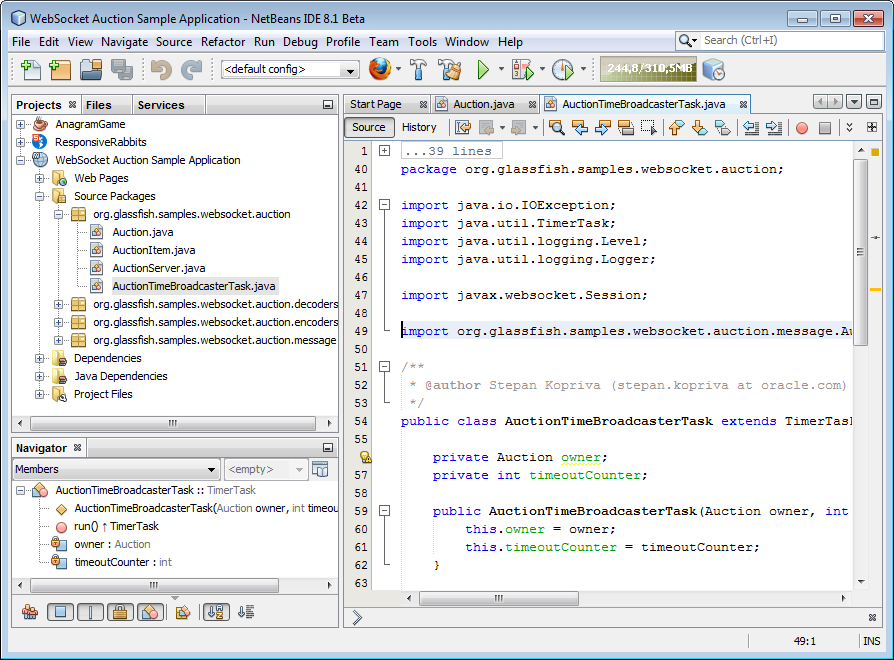 WebSocket Auction Sample Application - NetBeans IDE 8.1 Beta
File Edit View Navigate Source Refactor Run Debug Profile Team Tools Window Help
Search (Ctrl+I)
<default config>
244,8/310,5MB
Projects Files Services
AnagramGame
ResponsiveRabbits
WebSocket Auction Sample Application
Web Pages
Source Packages
org.glassfish.samples.websocket.auction
Auction.java
AuctionItem.java
AuctionServer.java
AuctionTimeBroadcasterTask.java
org.glassfish.samples.websocket.auction.decoders
org.glassfish.samples.websocket.auction.encoders
org.glassfish.samples.websocket.auction.message
Dependencies
Java Dependencies
Project Files
Navigator
Members
<empty>
AuctionTimeBroadcasterTask :: TimerTask
AuctionTimeBroadcasterTask(Auction owner, int timeou
run() ↑ TimerTask
owner : Auction
timeoutCounter : int
Start Page Auction.java AuctionTimeBroadcasterTask.java
Source History
1 ...39 lines
40 package org.glassfish.samples.websocket.auction;
41
42 import java.io.IOException;
43 import java.util.TimerTask;
44 import java.util.logging.Level;
45 import java.util.logging.Logger;
46
47 import javax.websocket.Session;
48
49 import org.glassfish.samples.websocket.auction.message.Au
50
51 /**
52 * @author Stepan Kopriva (stepan.kopriva at oracle.com)
53 */
54 public class AuctionTimeBroadcasterTask extends TimerTask
55
private Auction owner;
57 private int timeoutCounter;
58
59 public AuctionTimeBroadcasterTask(Auction owner, int
60 this.owner = owner;
61 this.timeoutCounter = timeoutCounter;
62 }
63
49:1 INS